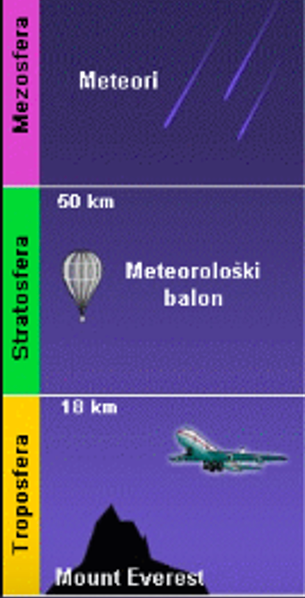 Mezosfera
Meteori
50 km
Stratosfera
Meteorološki
balon
18 km
Troposfera
Mount Everest